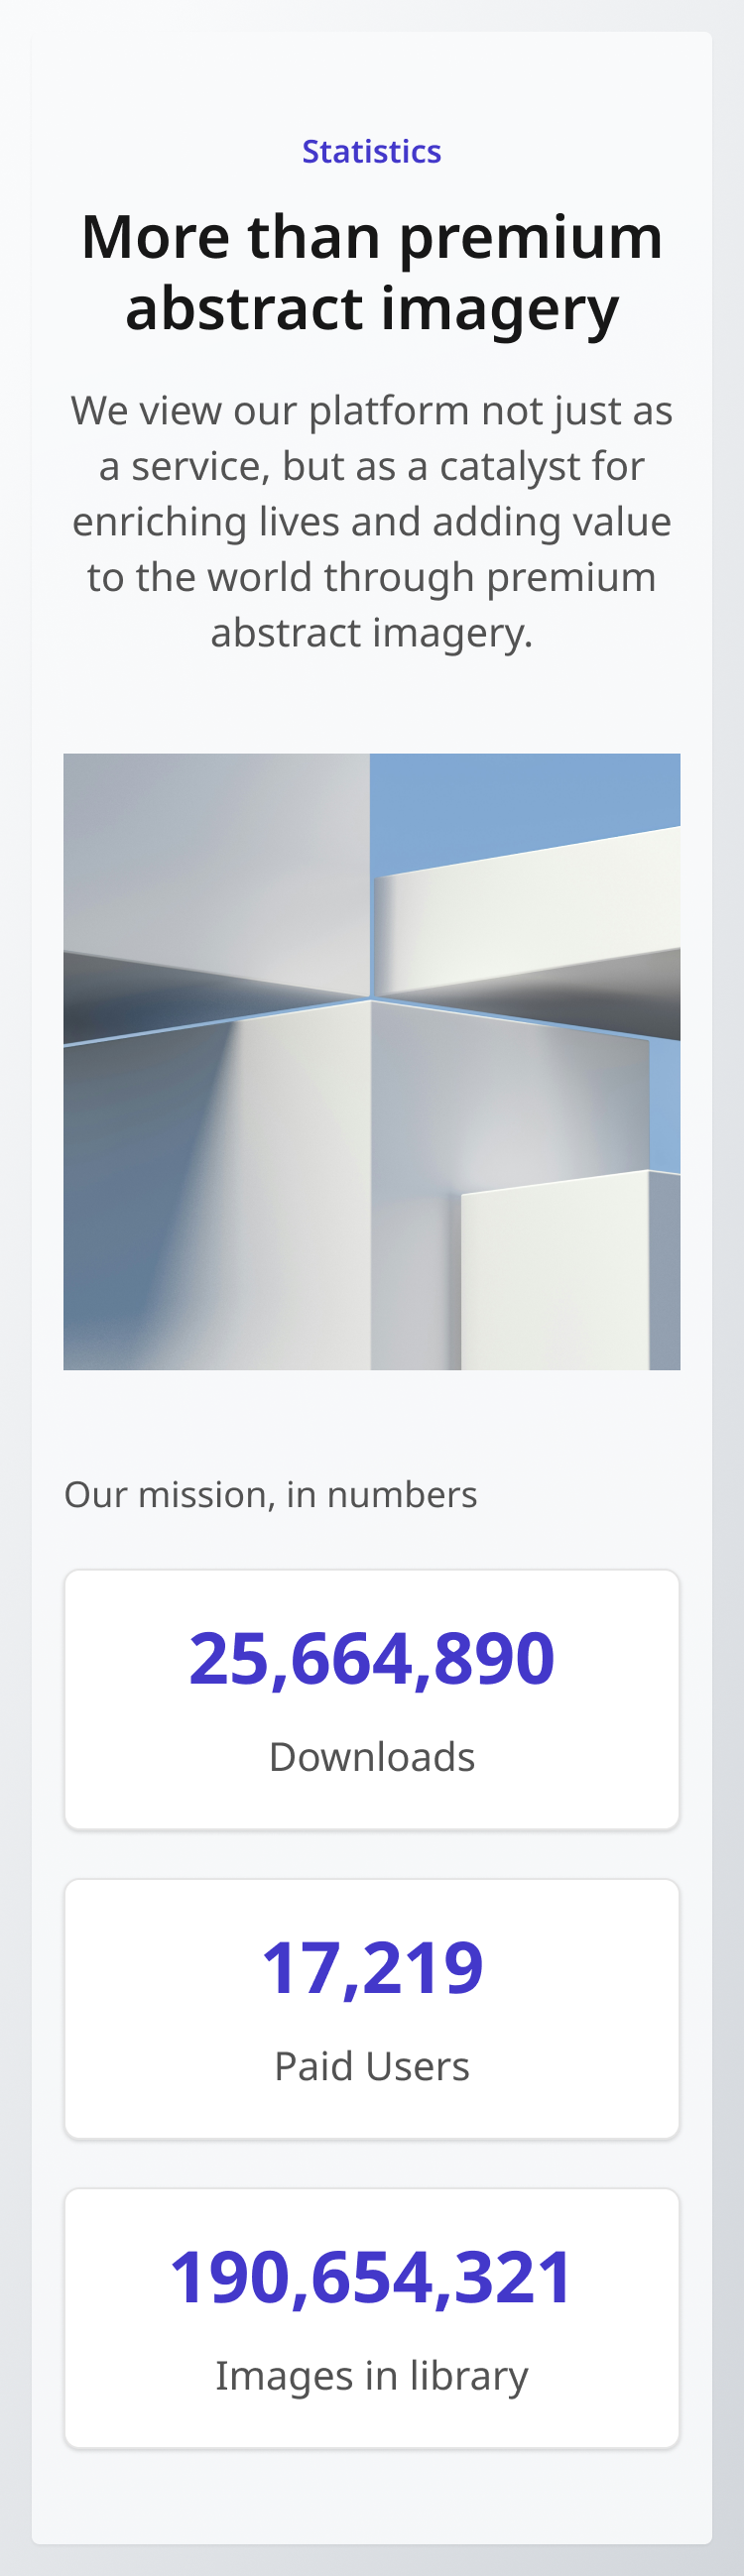 Statistics
More than premium
abstract imagery
We view our platform not just as
a service, but as a catalyst for
enriching lives and adding value
to the world through premium
abstract imagery.
Our mission, in numbers
25,664,890
Downloads
17,219
Paid Users
190,654,321
Images in library